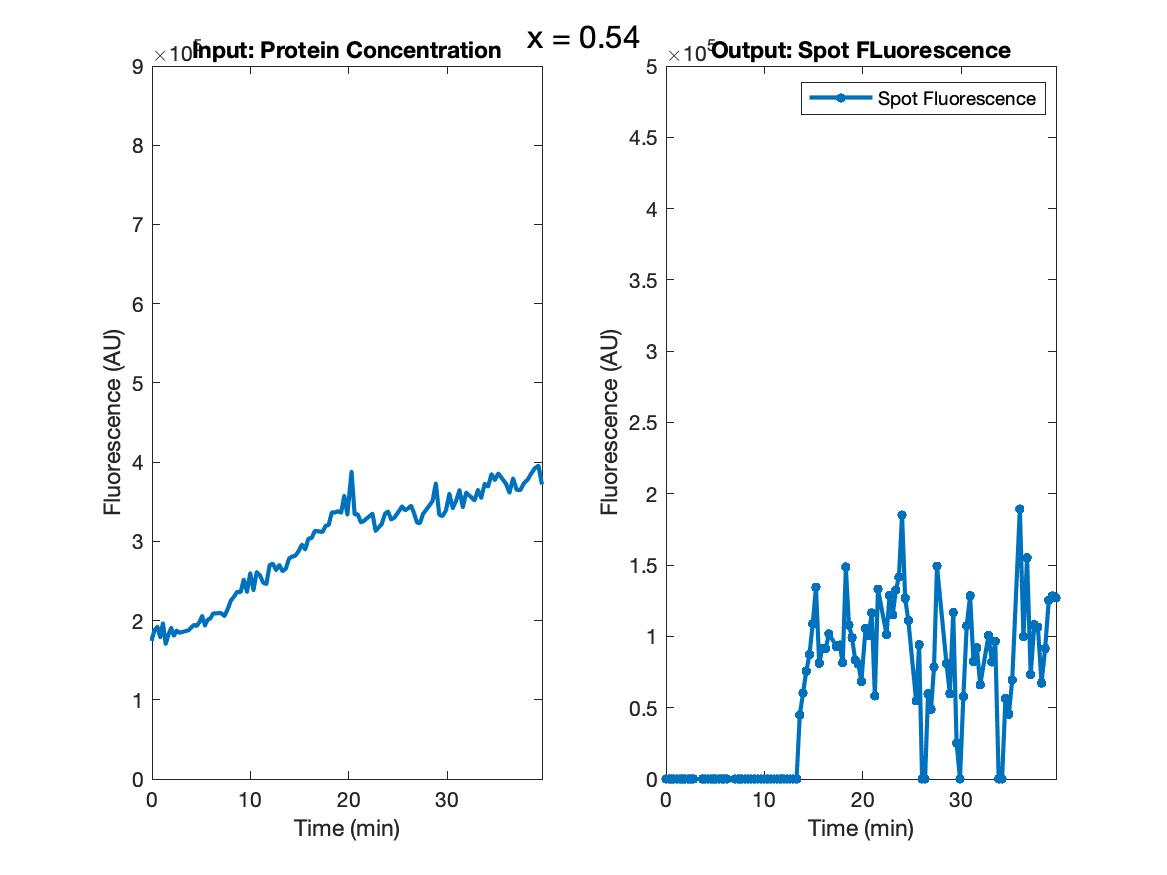 x = 0.54
×10⁵
Input: Protein Concentration
9
8
7
6
5
4
3
2
1
0
Fluorescence (AU)
0 10 20 30
Time (min)
×10⁵
Output: Spot FLuorescence
Spot Fluorescence
5
4.5
4
3.5
3
2.5
2
1.5
1
0.5
0
Fluorescence (AU)
0 10 20 30
Time (min)